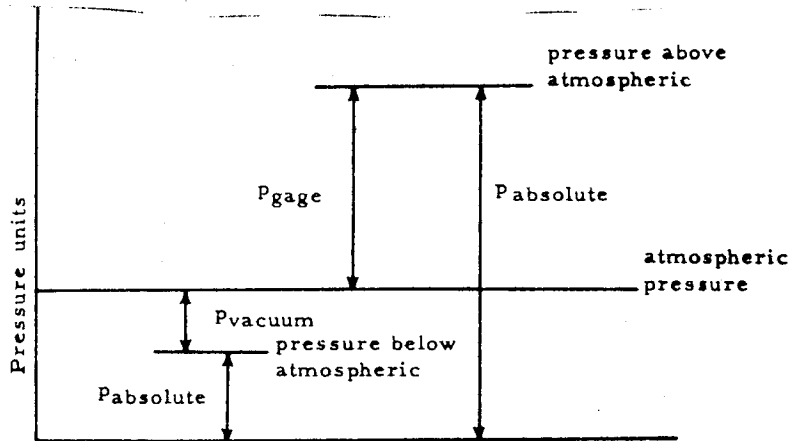 pressure above
atmospheric
Pgage
Pabsolute
atmospheric
pressure
Pressure units
Pvacuum
pressure below
atmospheric
Pabsolute